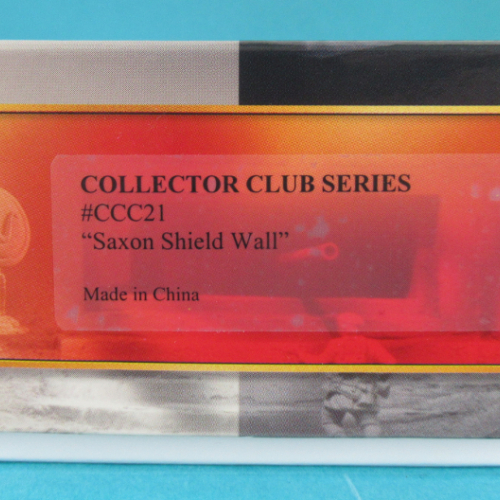 COLLECTOR CLUB SERIES
#CCC21
“Saxon Shield Wall”
Made in China